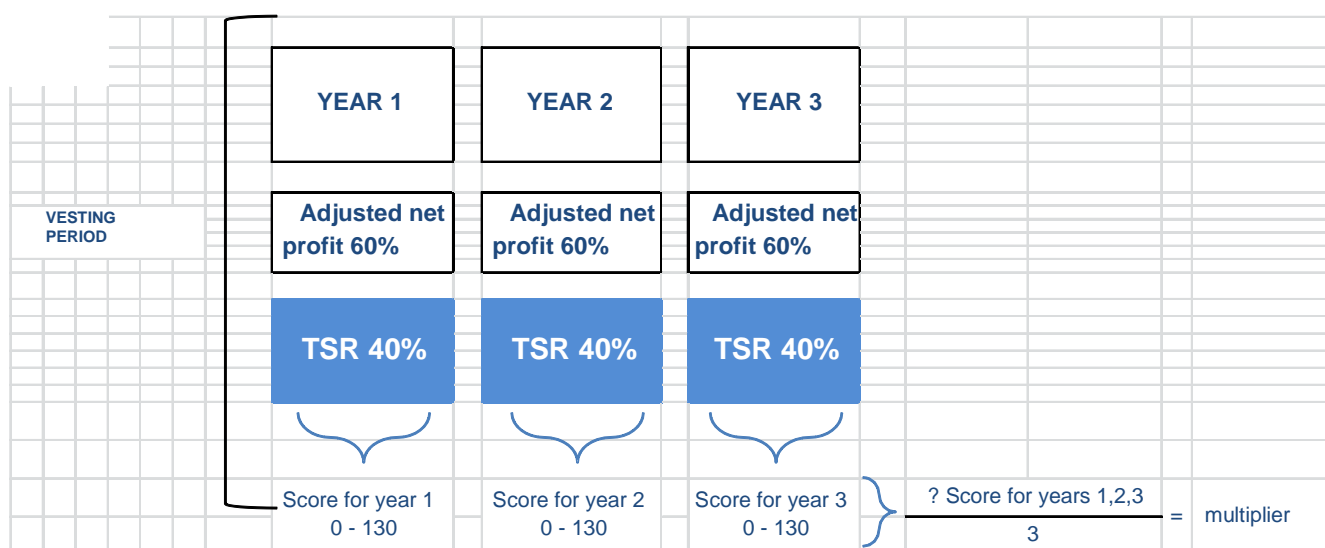 YEAR 1
YEAR 2
YEAR 3
VESTING
PERIOD
Adjusted net
profit 60%
Adjusted net
profit 60%
Adjusted net
profit 60%
TSR 40%
TSR 40%
TSR 40%
Score for year 1
0 - 130
Score for year 2
0 - 130
Score for year 3
0 - 130
? Score for years 1,2,3
3
= multiplier